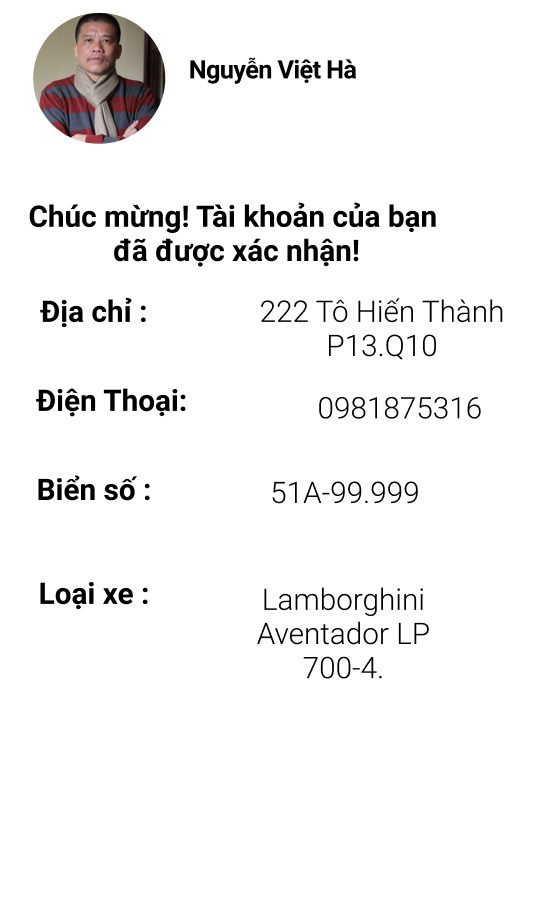 Nguyễn Việt Hà
Chúc mừng! Tài khoản của bạn
đã được xác nhận!
Địa chỉ :
222 Tô Hiến Thành
P13.Q10
Điện Thoại:
0981875316
Biển số :
51A-99.999
Loại xe :
Lamborghini
Aventador LP
700-4.